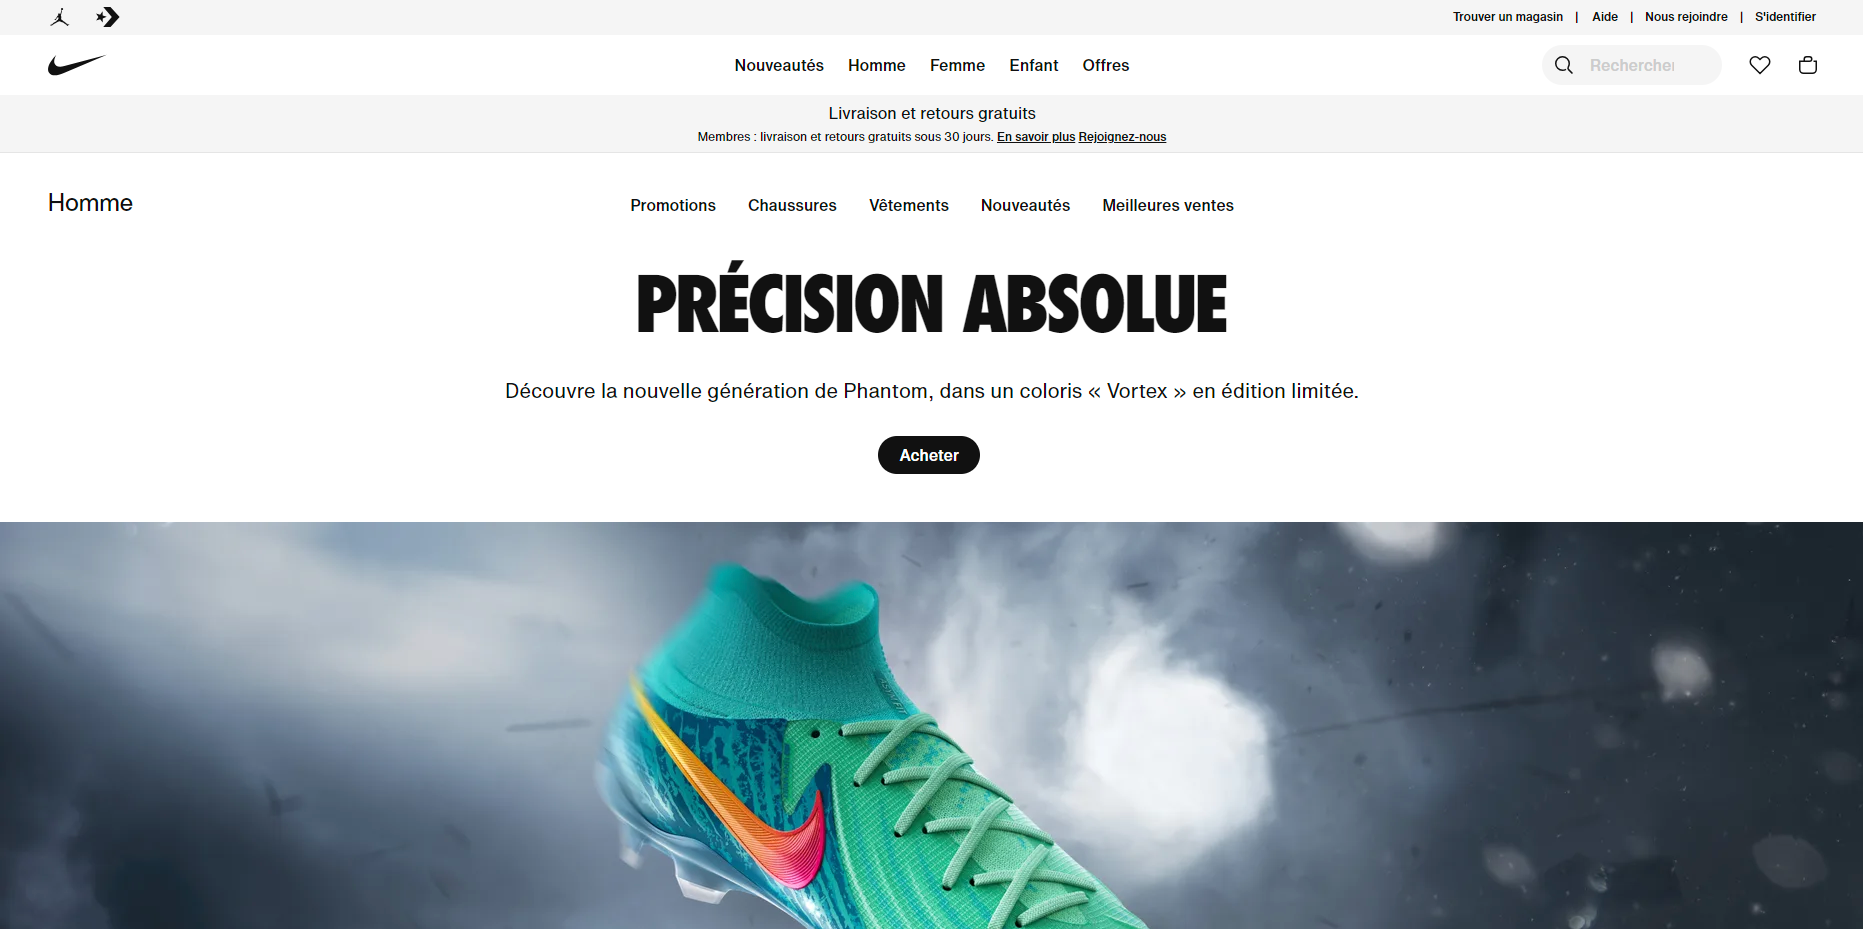 Trouver un magasin | Aide | Nous rejoindre | S'identifier
Nouveautés Homme Femme Enfant Offres
Rechercher
Livraison et retours gratuits
Membres : livraison et retours gratuits sous 30 jours. En savoir plus Rejoignez-nous
Homme
Promotions Chaussures Vêtements Nouveautés Meilleures ventes
PRÉCISION ABSOLUE
Découvre la nouvelle génération de Phantom, dans un coloris « Vortex » en édition limitée.
Acheter